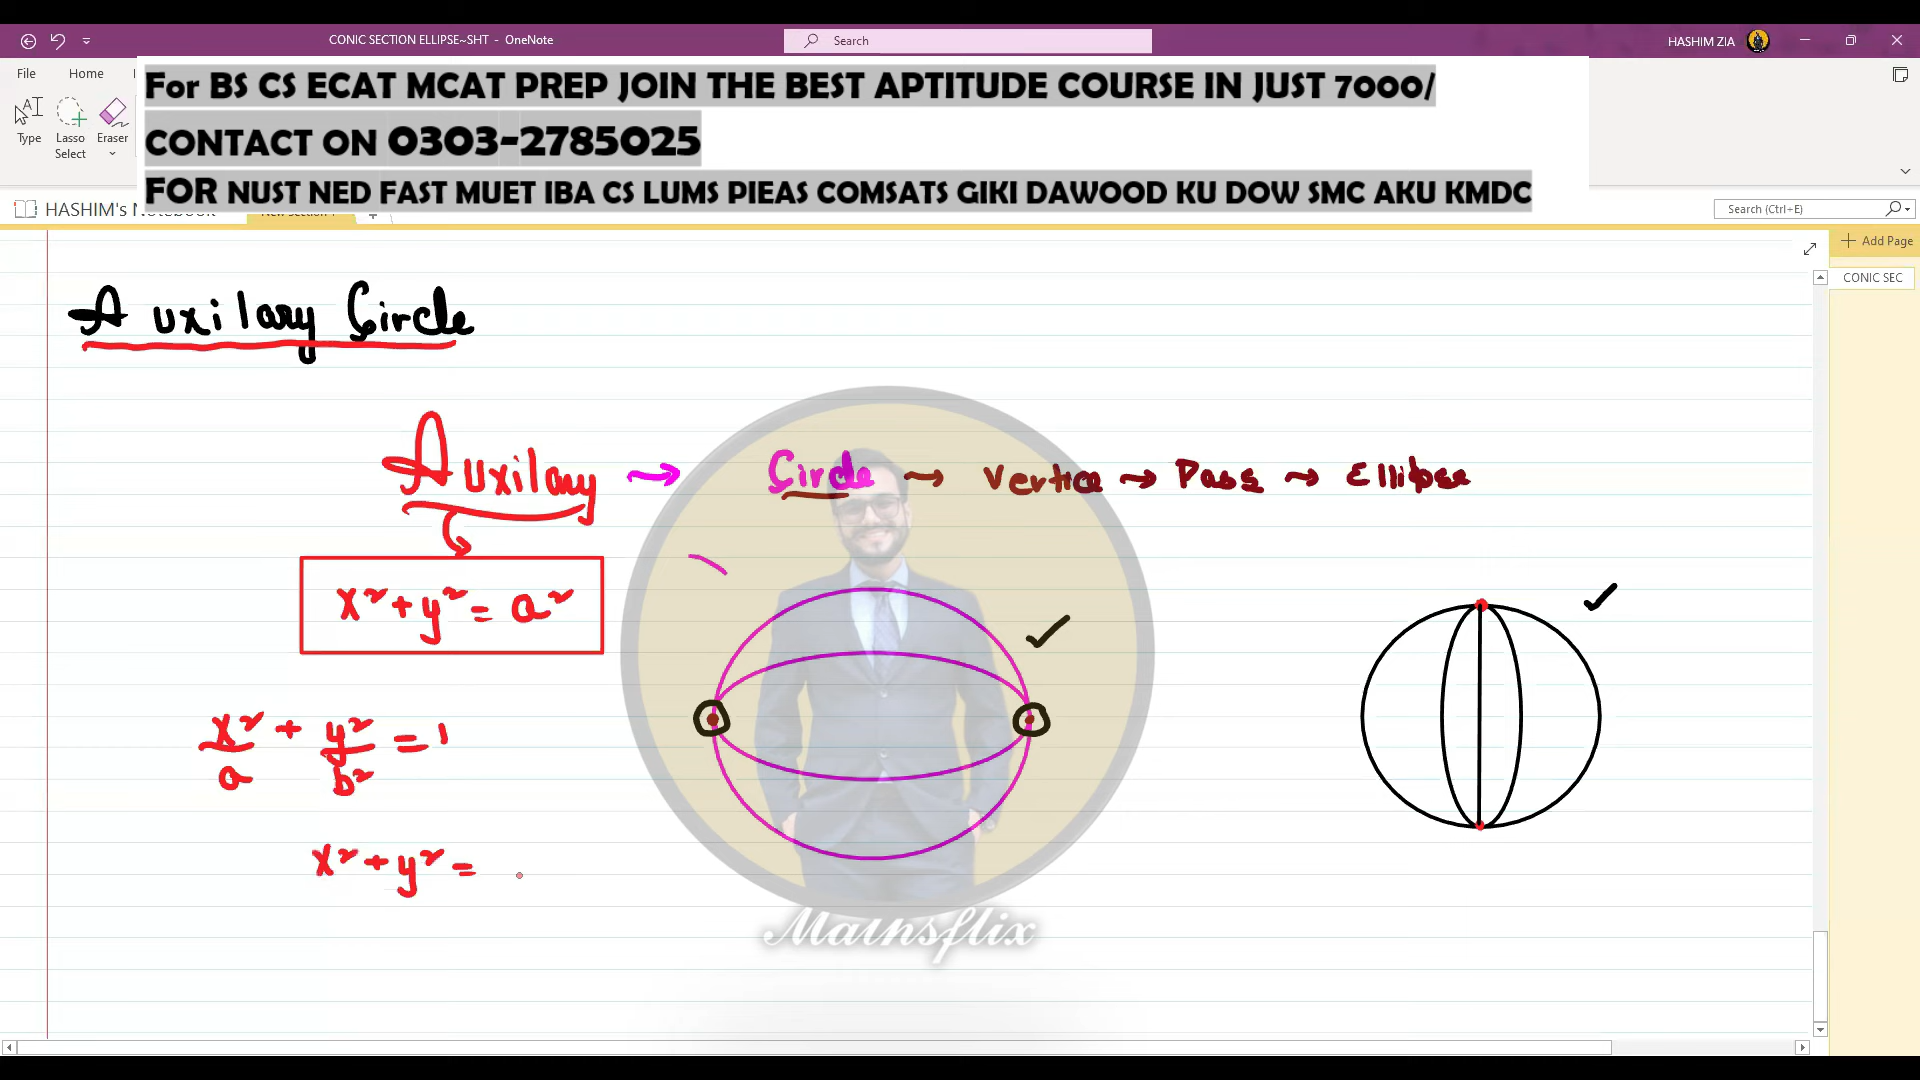 CONIC SECTION ELLIPSE~SHT - OneNote
Search
HASHIM ZIA
File Home
For BS CS ECAT MCAT PREP JOIN THE BEST APTITUDE COURSE IN JUST 7000/
CONTACT ON 0303-2785025
FOR NUST NED FAST MUET IBA CS LUMS PIEAS COMSATS GIKI DAWOOD KU DOW SMC AKU KMDC
Type
Lasso Select
Eraser
HASHIM's Notebook
Search (Ctrl+E)
Add Page
CONIC SEC
Auxilary Circle
Auxilary → Circle → Vertice → Pass → Ellipse
x² + y² = a²
x²/a + y²/b² = 1
x² + y² =
Mathsflix